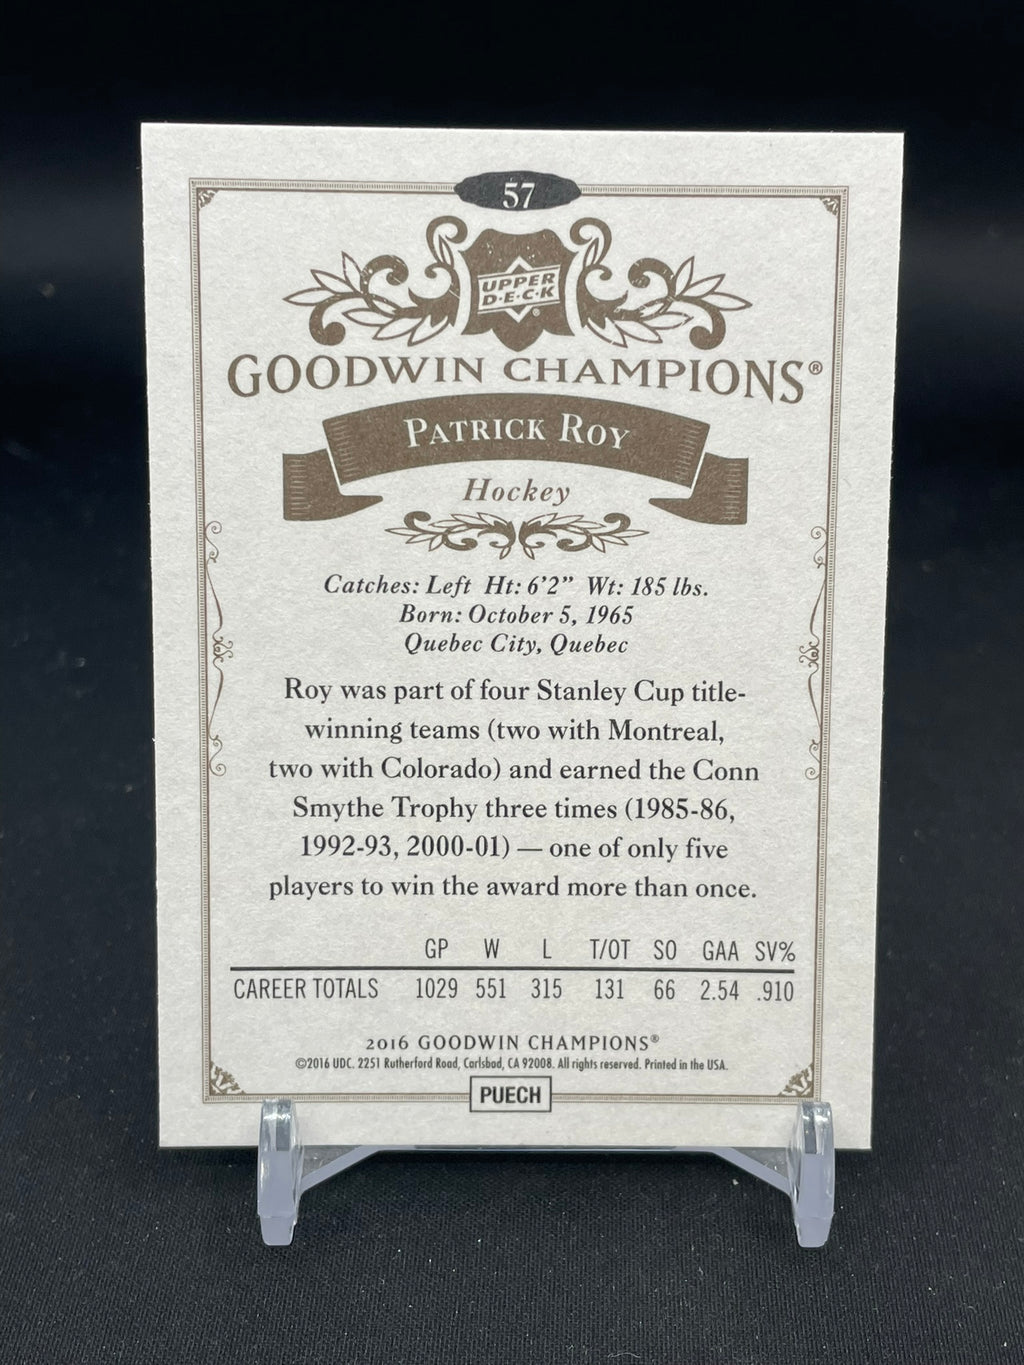 57
UPPER
D·E·C·K
®
GOODWIN CHAMPIONS®
PATRICK ROY
Hockey
Catches: Left Ht: 6'2” Wt: 185 lbs.
Born: October 5, 1965
Quebec City, Quebec
Roy was part of four Stanley Cup title-
winning teams (two with Montreal,
two with Colorado) and earned the Conn
Smythe Trophy three times (1985-86,
1992-93, 2000-01) — one of only five
players to win the award more than once.
GP W L T/OT SO GAA SV%
CAREER TOTALS 1029 551 315 131 66 2.54 .910
2016 GOODWIN CHAMPIONS®
©2016 UDC. 2251 Rutherford Road, Carlsbad, CA 92008. All rights reserved. Printed in the USA.
PUECH